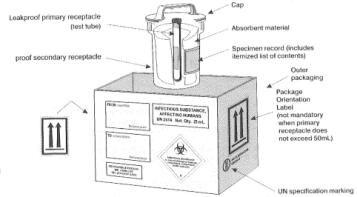 Leakproof primary receptacle
(test tube)
proof secondary receptacle
Cap
Absorbent material
Specimen record (includes
itemized list of contents)
Outer
packaging
Package
Orientation
Label
(not mandatory
when primary
receptacle does
not exceed 50mL)
UN specification marking
FROM
TO
INFECTIOUS SUBSTANCE,
AFFECTING HUMANS